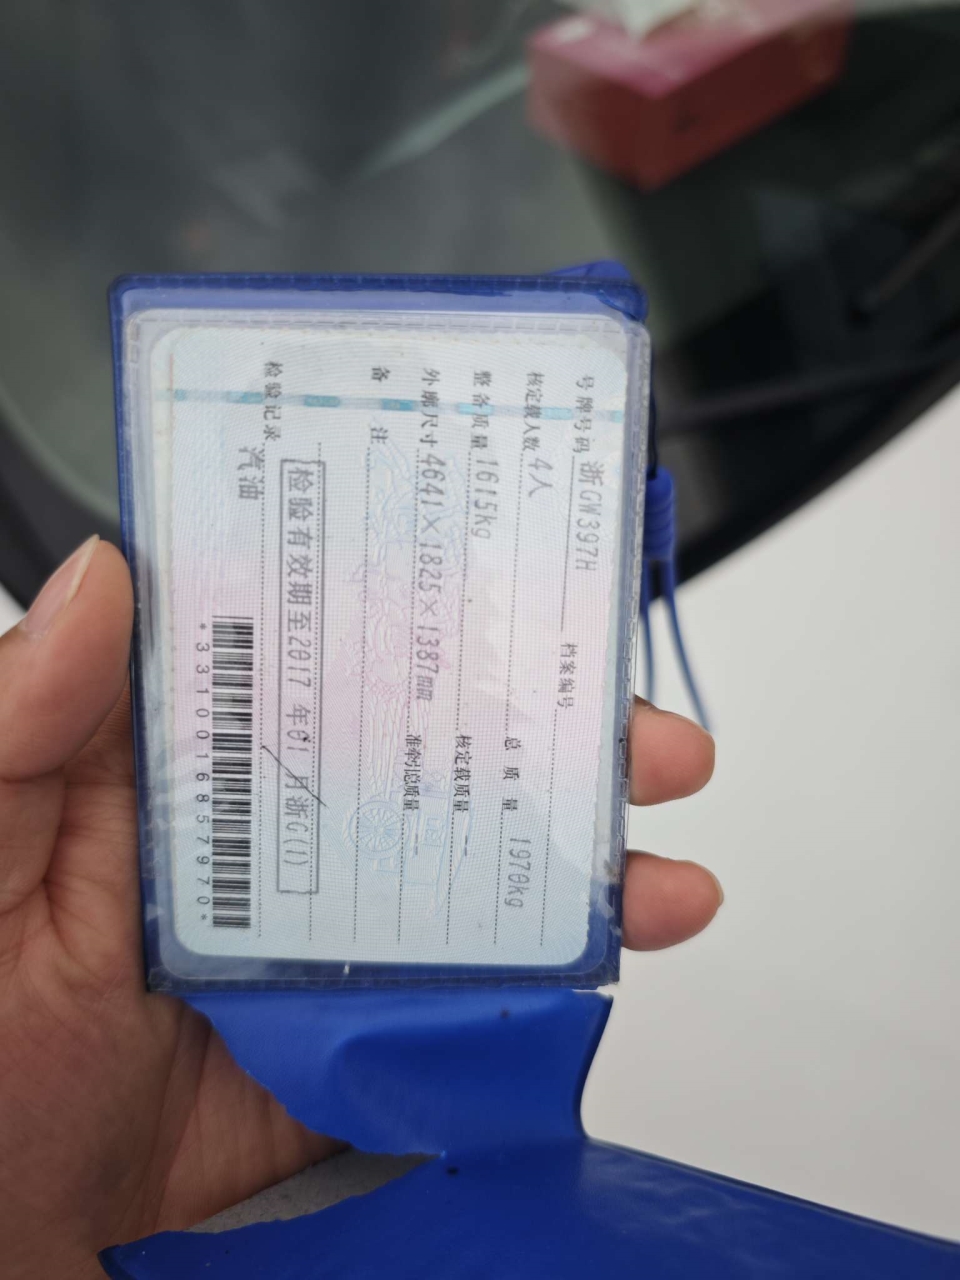 号牌号码 浙GW397H 档案编号
核定载人数 4人 总质量 1970kg
整备质量 1615kg 核定载质量
外廓尺寸 4641×1825×1387mm 准牵引总质量
备注
检验有效期至2017 年01 月浙G(1)
检验记录
汽油
*3310016857970*